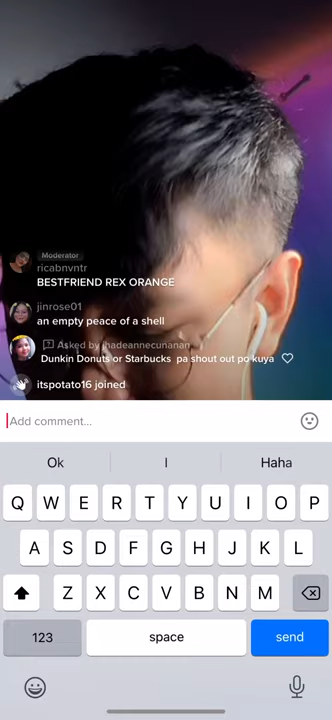 Moderator
ricabnvntr
BESTFRIEND REX ORANGE
jinrose01
an empty peace of a shell
Asked by jhadeannecunanan
Dunkin Donuts or Starbucks pa shout out po kuya
itspotato16 joined
Add comment...
Ok I Haha
Q W E R T Y U I O P
A S D F G H J K L
Z X C V B N M
123 space send